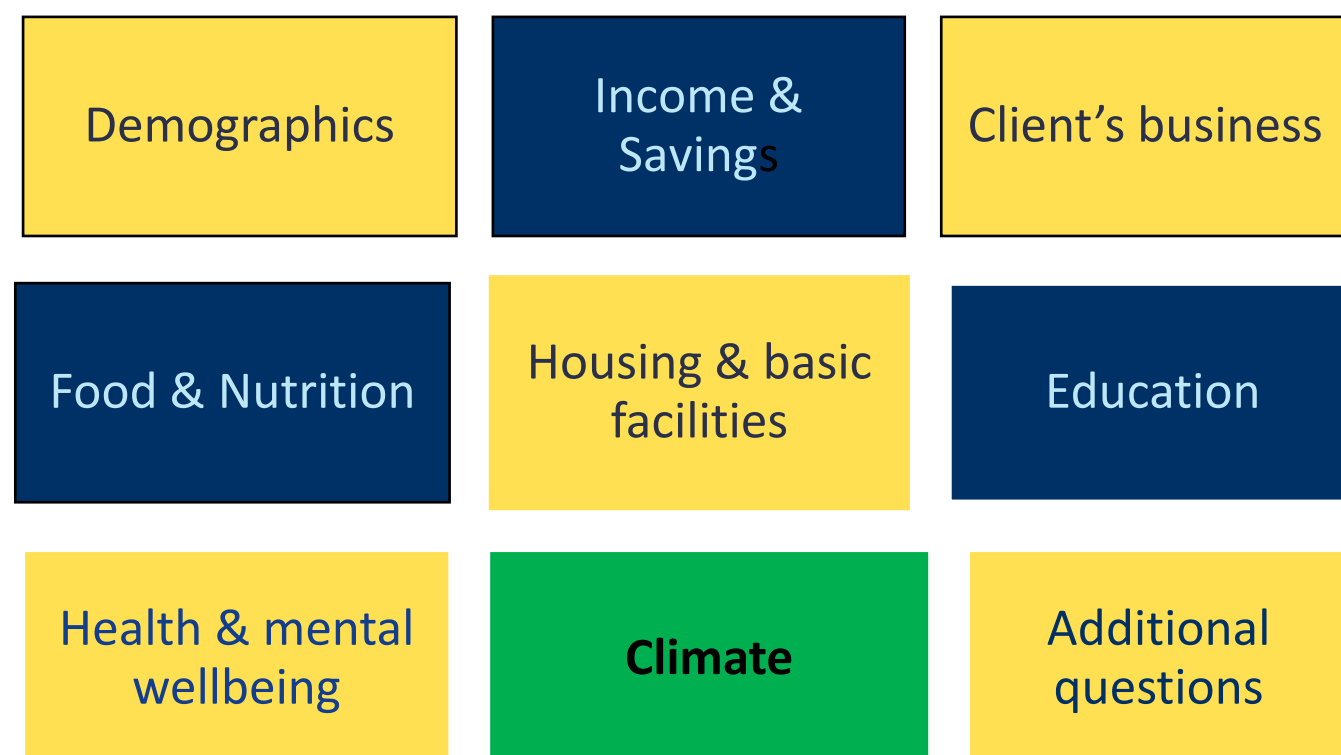 Demographics
Income &
Savings
Client’s business
Food & Nutrition
Housing & basic
facilities
Education
Health & mental
wellbeing
Climate
Additional
questions